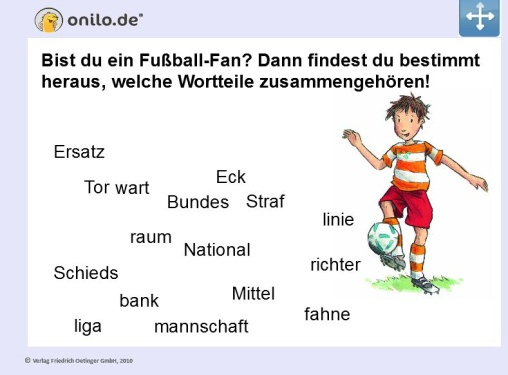 onilo.de
Bist du ein Fußball-Fan? Dann findest du bestimmt
heraus, welche Wortteile zusammengehören!
Ersatz
Eck
Tor wart
Bundes Straf
linie
raum
National
richter
Schieds
Mittel
bank
fahne
liga
mannschaft
© Verlag Friedrich Oetinger GmbH, 2010